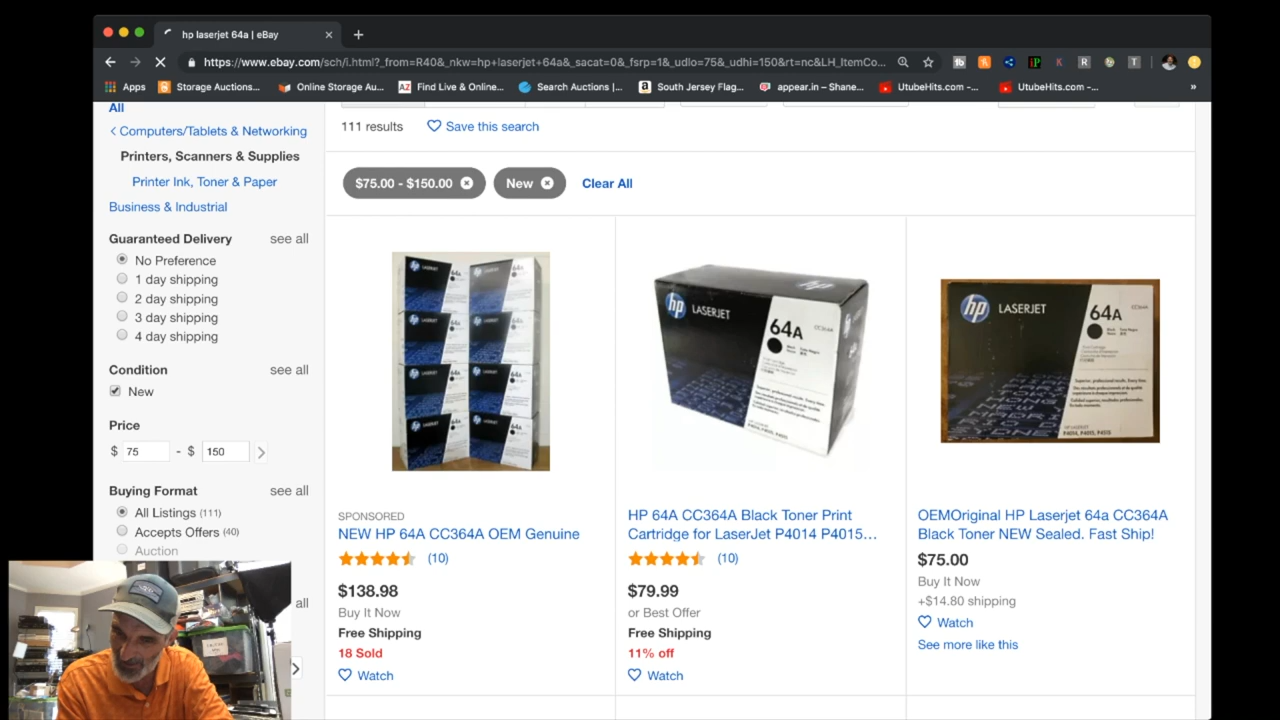 hp laserjet 64a | eBay
https://www.ebay.com/sch/i.html?_from=R40&_nkw=hp+laserjet+64a&_sacat=0&_fsrp=1&_udlo=75&_udhi=150&rt=nc&LH_ItemCo...
Apps Storage Auctions... Online Storage Au... Find Live & Online... Search Auctions |... South Jersey Flag... appear.in – Shane... UtubeHits.com -... UtubeHits.com -...
All
Computers/Tablets & Networking
Printers, Scanners & Supplies
Printer Ink, Toner & Paper
Business & Industrial
Guaranteed Delivery see all
No Preference
1 day shipping
2 day shipping
3 day shipping
4 day shipping
Condition see all
New
Price
$ 75 - $ 150
Buying Format see all
All Listings (111)
Accepts Offers (40)
Auction
all
111 results Save this search
$75.00 - $150.00 New Clear All
hp LASERJET 64A
hp LASERJET 64A
SPONSORED
NEW HP 64A CC364A OEM Genuine
(10)
$138.98
Buy It Now
Free Shipping
18 Sold
Watch
HP 64A CC364A Black Toner Print
Cartridge for LaserJet P4014 P4015...
(10)
$79.99
or Best Offer
Free Shipping
11% off
Watch
OEMOriginal HP Laserjet 64a CC364A
Black Toner NEW Sealed. Fast Ship!
$75.00
Buy It Now
+$14.80 shipping
Watch
See more like this